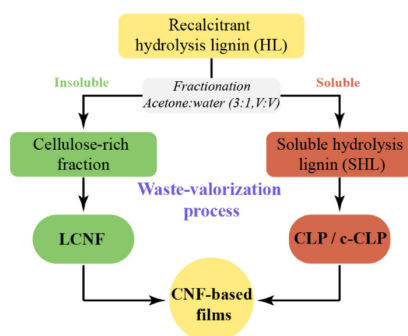 Recalcitrant
hydrolysis lignin (HL)
Insoluble
Soluble
Fractionation
Acetone:water (3:1,V:V)
Cellulose-rich
fraction
Soluble hydrolysis
lignin (SHL)
Waste-valorization
process
LCNF
CLP / c-CLP
CNF-based
films